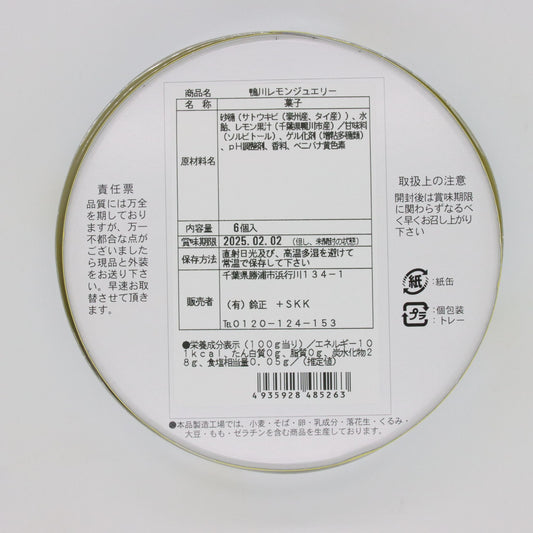 商品名 鴨川レモンジュエリー
名称 菓子
原材料名 砂糖（サトウキビ（豪州産、タイ産））、水
飴、レモン果汁（千葉県鴨川市産）／甘味料
（ソルビトール）、ゲル化剤（増粘多糖類）
、pH調整剤、香料、ベニバナ黄色素
内容量 6個入
賞味期限 2025.02.02 （但し、未開封の状態）
保存方法 直射日光及び、高温多湿を避けて
常温で保存して下さい。
販売者 千葉県勝浦市浜行川134-1
（有）鈴正 +SKK
℡0120-124-153
●栄養成分表示（100g当り）／エネルギー10
1kcal、たん白質0g、脂質0g、炭水化物2
8g、食塩相当量0.05g／（推定値）
4935928 485263
●本品製造工場では、小麦・そば・卵・乳成分・落花生・くるみ・
大豆・もも・ゼラチンを含む商品を生産しております。
責任票
品質には万全
を期しており
ますが、万一
不都合な点が
ございました
ら現品と外装
をお送り下さ
い。早速お取
替させて頂き
ます。
取扱上の注意
開封後は賞味期限
に関わらずなるべ
く早くお召し上がり
下さい。
紙 ：紙缶
プラ ：個包装
：トレー